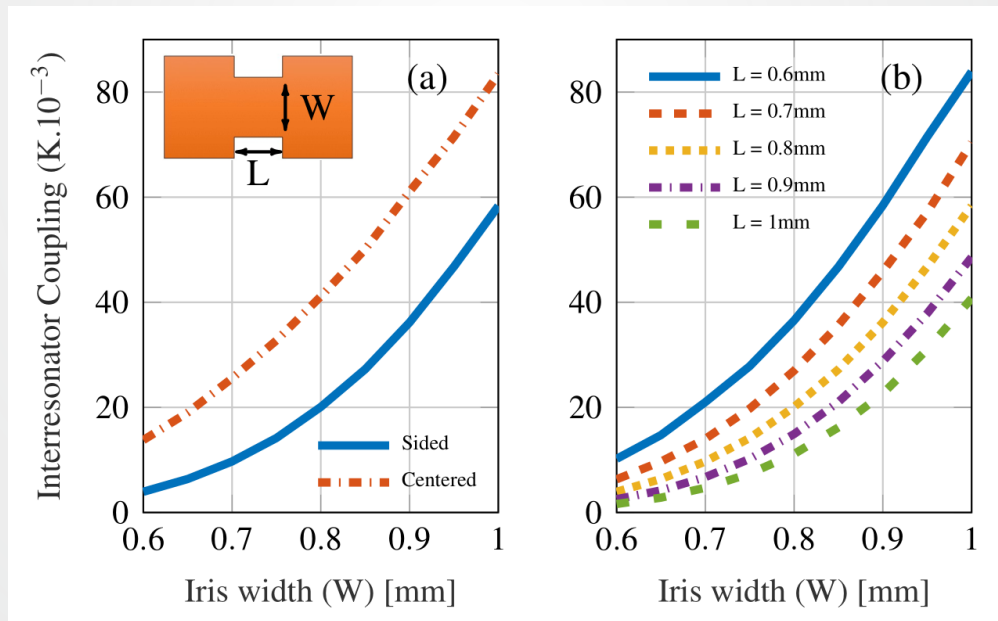 Interresonator Coupling (K.10⁻³)
(a)
W
L
80
60
40
20
0
Sided
Centered
0.6 0.7 0.8 0.9 1
Iris width (W) [mm]
(b)
L = 0.6mm
L = 0.7mm
L = 0.8mm
L = 0.9mm
L = 1mm
80
60
40
20
0
0.6 0.7 0.8 0.9 1
Iris width (W) [mm]